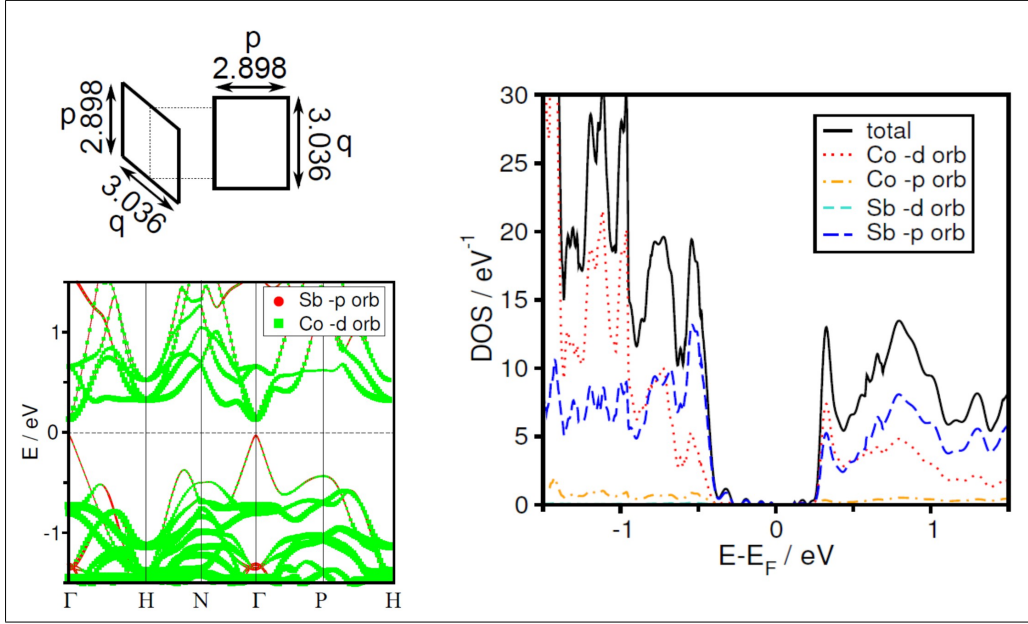 p
2.898
p
2.898
3.036
q
3.036
q
Sb -p orb
Co -d orb
1
0
-1
E / eV
Γ
H
N
Γ
P
H
30
25
20
15
10
5
0
DOS / eV⁻¹
total
Co -d orb
Co -p orb
Sb -d orb
Sb -p orb
-1
0
1
E-E_F / eV